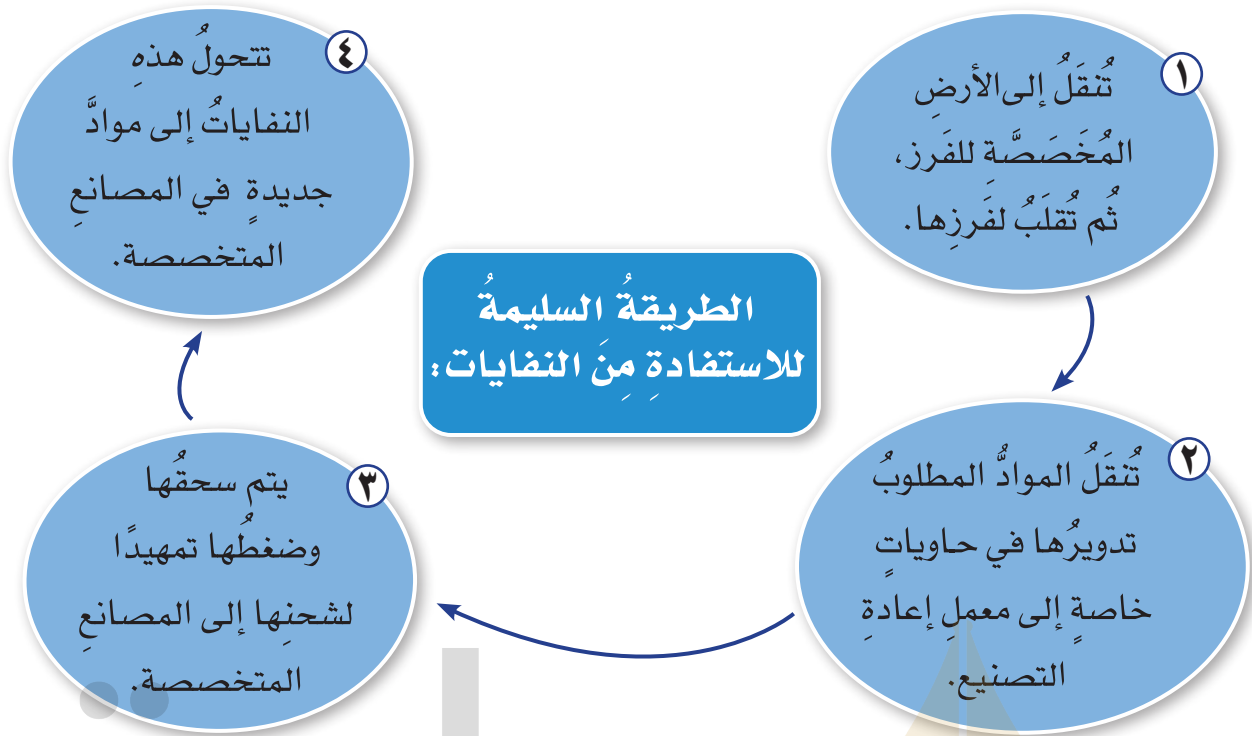 الطريقةُ السليمةُ
للاستفادةِ مِنَ النفايات:
١
تُنقَلُ إلى الأرضِ
المُخَصَصَّةِ للفَرز،
ثُم تُقلَبُ لفَرزِها.
٢
تُنقَلُ الموادُّ المطلوبُ
تدويرُها في حاوياتٍ
خاصةٍ إلى معملِ إعادةِ
التصنيع.
٣
يتم سحقُها
وضغطُها تمهيدًا
لشحنِها إلى المصانعِ
المتخصصة.
٤
تتحولُ هذهِ
النفاياتُ إلى موادَّ
جديدةٍ في المصانعِ
المتخصصة.